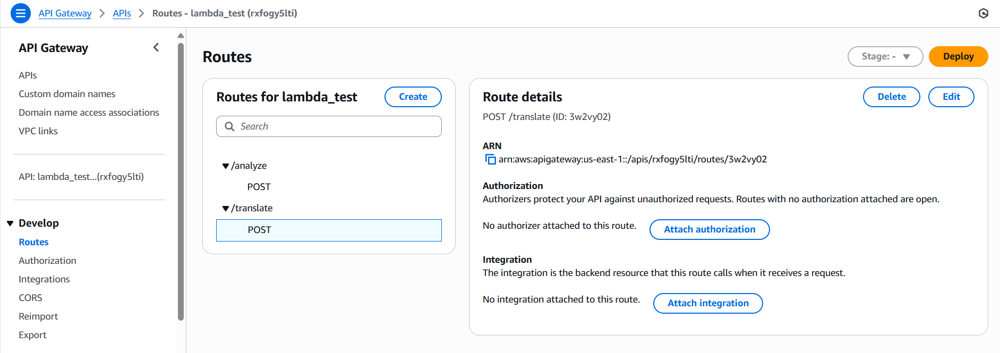 API Gateway > APIs > Routes - lambda_test (rxfogy5lti)
API Gateway
APIs
Custom domain names
Domain name access associations
VPC links
API: lambda_test...(rxfogy5lti)
Develop
Routes
Authorization
Integrations
CORS
Reimport
Export
Routes
Stage: -
Deploy
Routes for lambda_test
Create
Search
/analyze
POST
/translate
POST
Route details
Delete
Edit
POST /translate (ID: 3w2vy02)
ARN
arn:aws:apigateway:us-east-1::/apis/rxfogy5lti/routes/3w2vy02
Authorization
Authorizers protect your API against unauthorized requests. Routes with no authorization attached are open.
No authorizer attached to this route.
Attach authorization
Integration
The integration is the backend resource that this route calls when it receives a request.
No integration attached to this route.
Attach integration